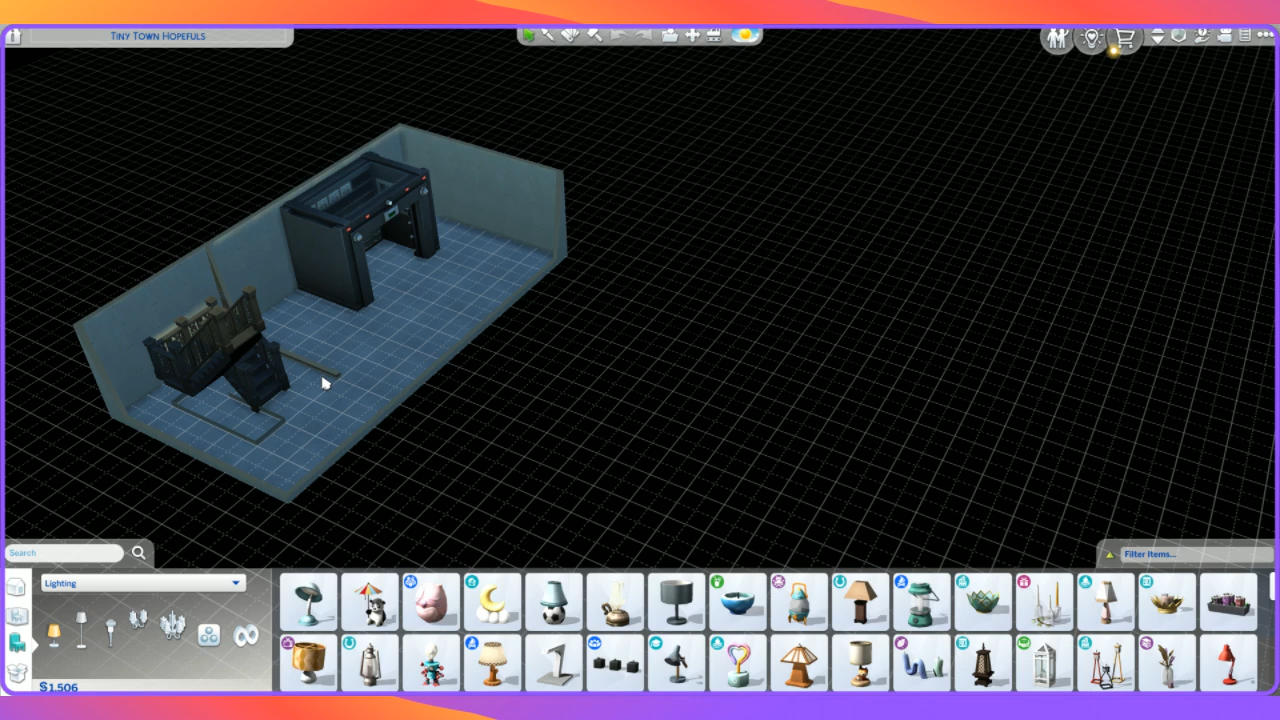 TINY TOWN HOPEFULS
Search
Filter Items...
Lighting
§1,506